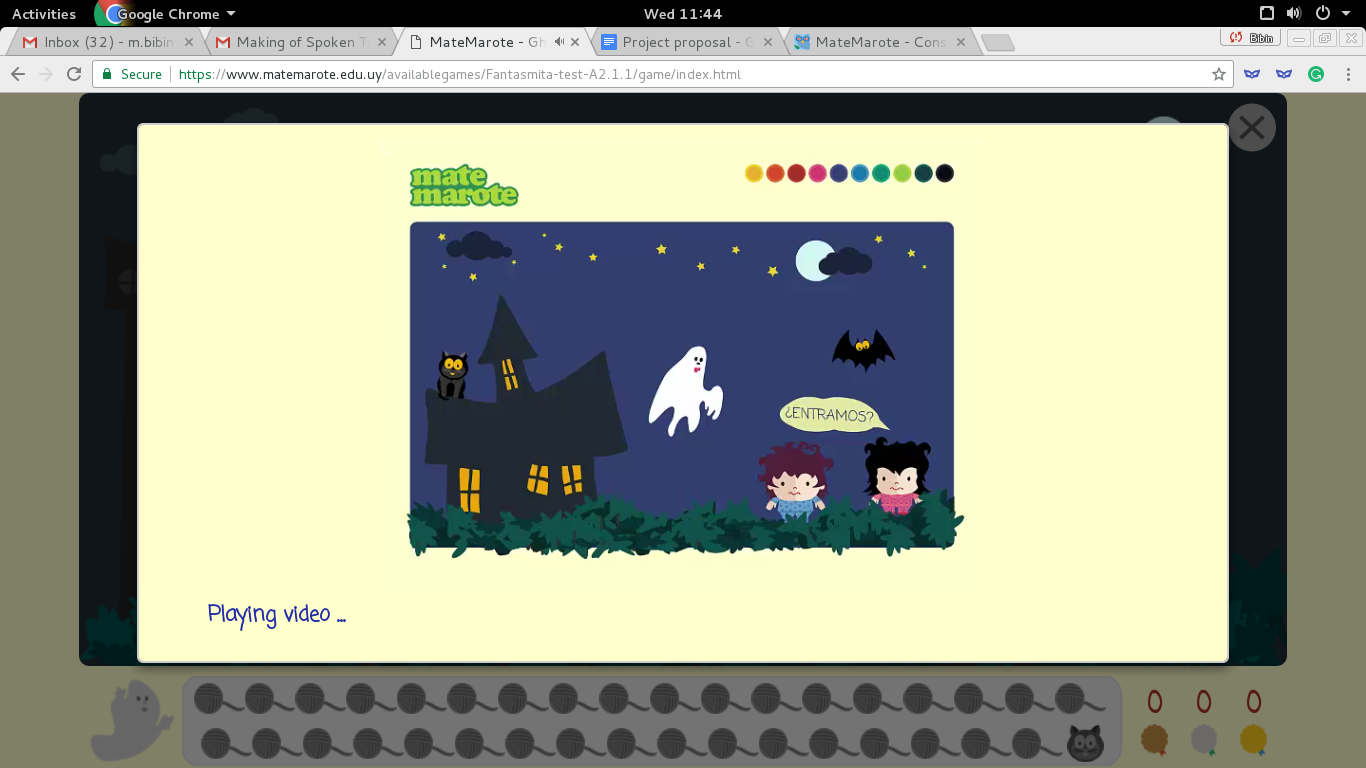 Activities
Google Chrome
Wed 11:44
Inbox (32) - m.bibin
Making of Spoken T
MateMarote - Gh
Project proposal - G
MateMarote - Cons
Bibin
Secure
https://www.matemarote.edu.uy/availablegames/Fantasmita-test-A2.1.1/game/index.html
mate
marote
¿ENTRAMOS?
Playing video ...
0 0 0